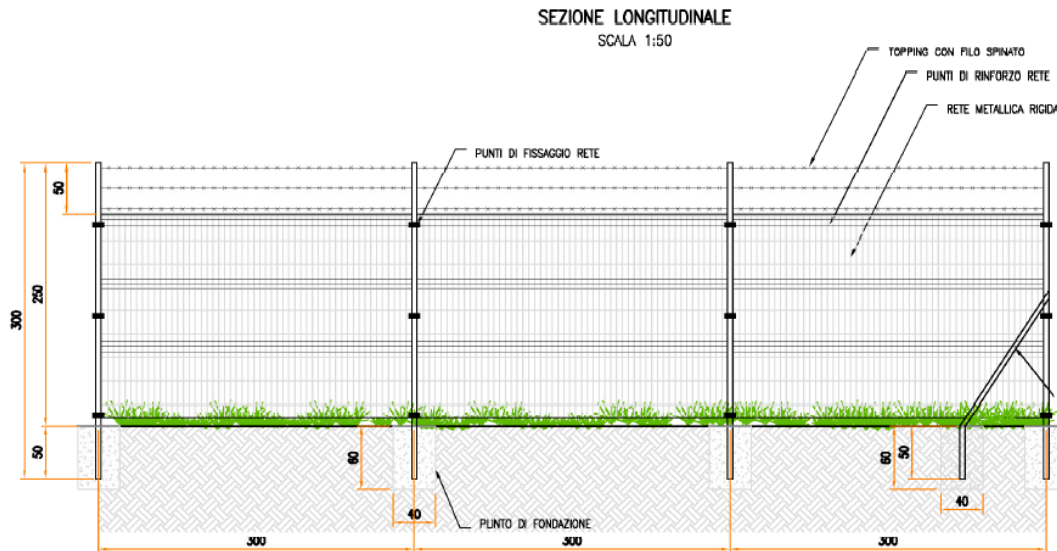 SEZIONE LONGITUDINALE
SCALA 1:50
TOPPING CON FILO SPINATO
PUNTI DI RINFORZO RETE
RETE METALLICA RIGIDA
PUNTI DI FISSAGGIO RETE
50
250
300
50
60
40
PLINTO DI FONDAZIONE
60
50
40
300
300
300